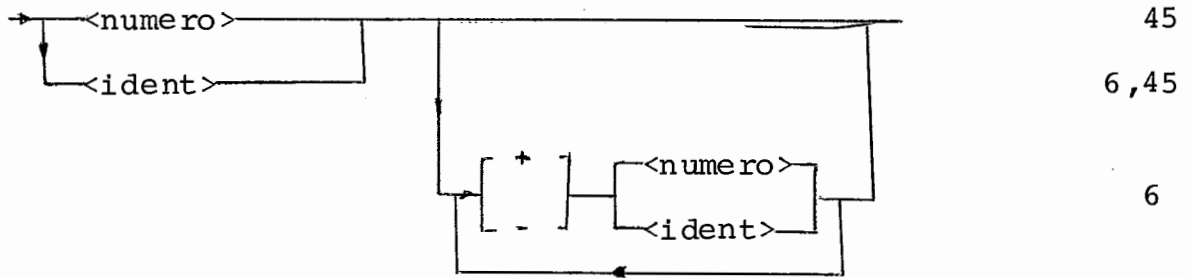 <numero> 45
<ident> 6,45
+ <numero>
6
- <ident>